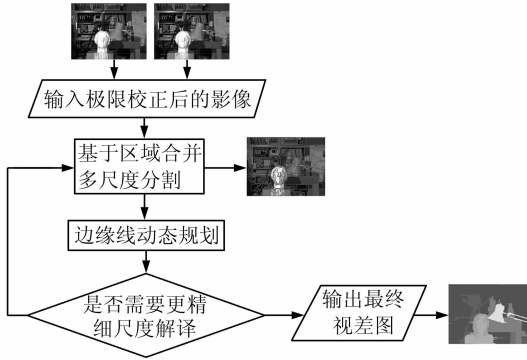 输入极限校正后的影像
基于区域合并
多尺度分割
边缘线动态规划
是否需要更精
细尺度解译
输出最终
视差图